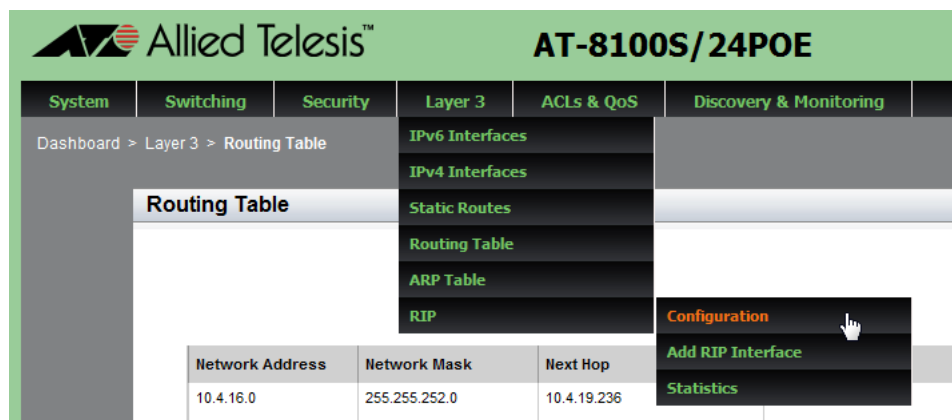 Allied Telesis™
AT-8100S/24POE
System Switching Security Layer 3 ACLs & QoS Discovery & Monitoring
Dashboard > Layer 3 > Routing Table
IPv6 Interfaces
IPv4 Interfaces
Routing Table
Static Routes
Routing Table
ARP Table
RIP
Configuration
Add RIP Interface
Statistics
Network Address Network Mask Next Hop
10.4.16.0 255.255.252.0 10.4.19.236